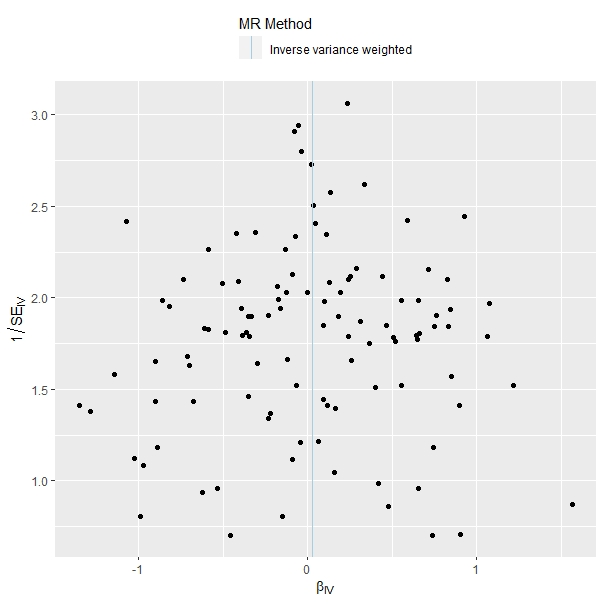 MR Method
Inverse variance weighted
3.0
2.5
2.0
1.5
1.0
1/SE_IV
-1
0
1
β_IV